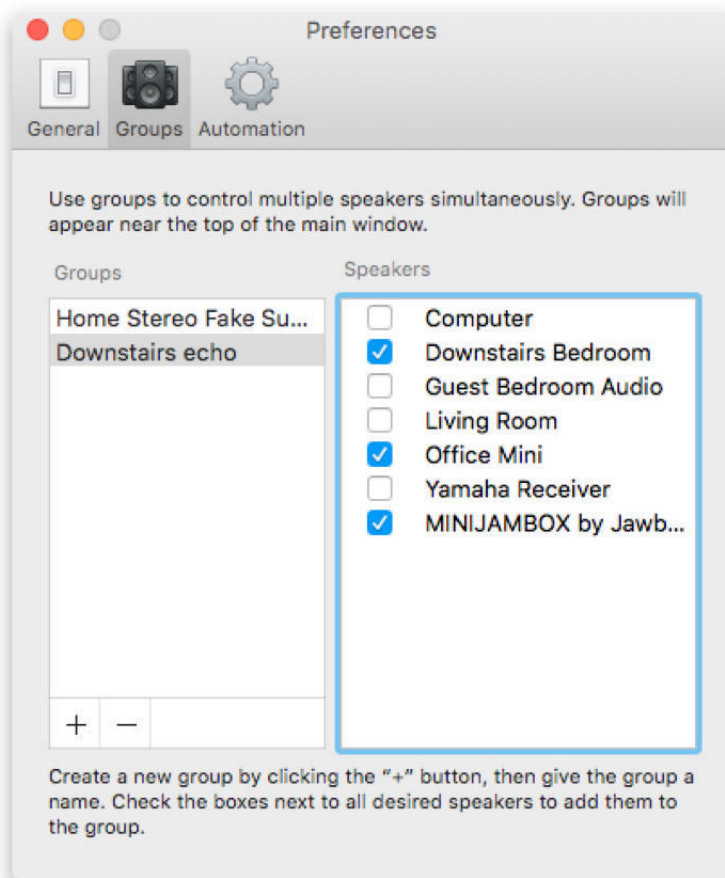 Preferences
General Groups Automation
Use groups to control multiple speakers simultaneously. Groups will
appear near the top of the main window.
Groups
Home Stereo Fake Su...
Downstairs echo
+ −
Speakers
Computer
Downstairs Bedroom
Guest Bedroom Audio
Living Room
Office Mini
Yamaha Receiver
MINIJAMBOX by Jawb...
Create a new group by clicking the “+” button, then give the group a
name. Check the boxes next to all desired speakers to add them to
the group.